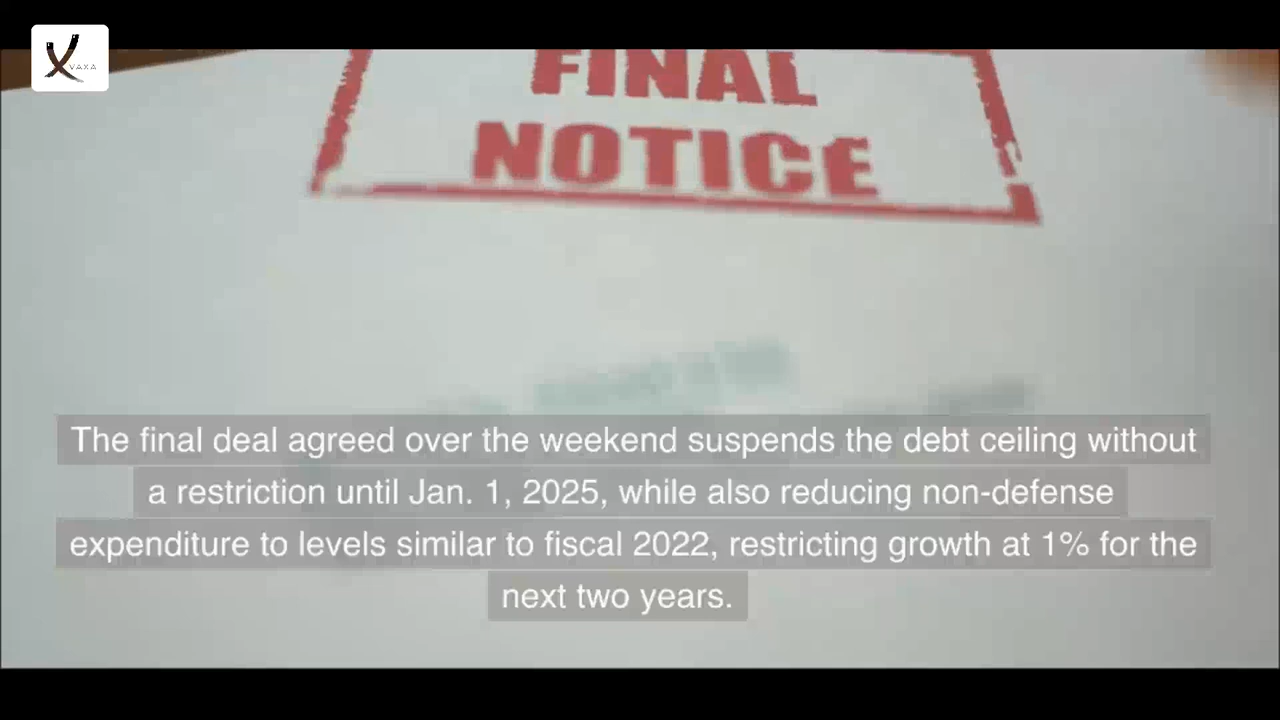 VAXA
FINAL
NOTICE
The final deal agreed over the weekend suspends the debt ceiling without
a restriction until Jan. 1, 2025, while also reducing non-defense
expenditure to levels similar to fiscal 2022, restricting growth at 1% for the
next two years.